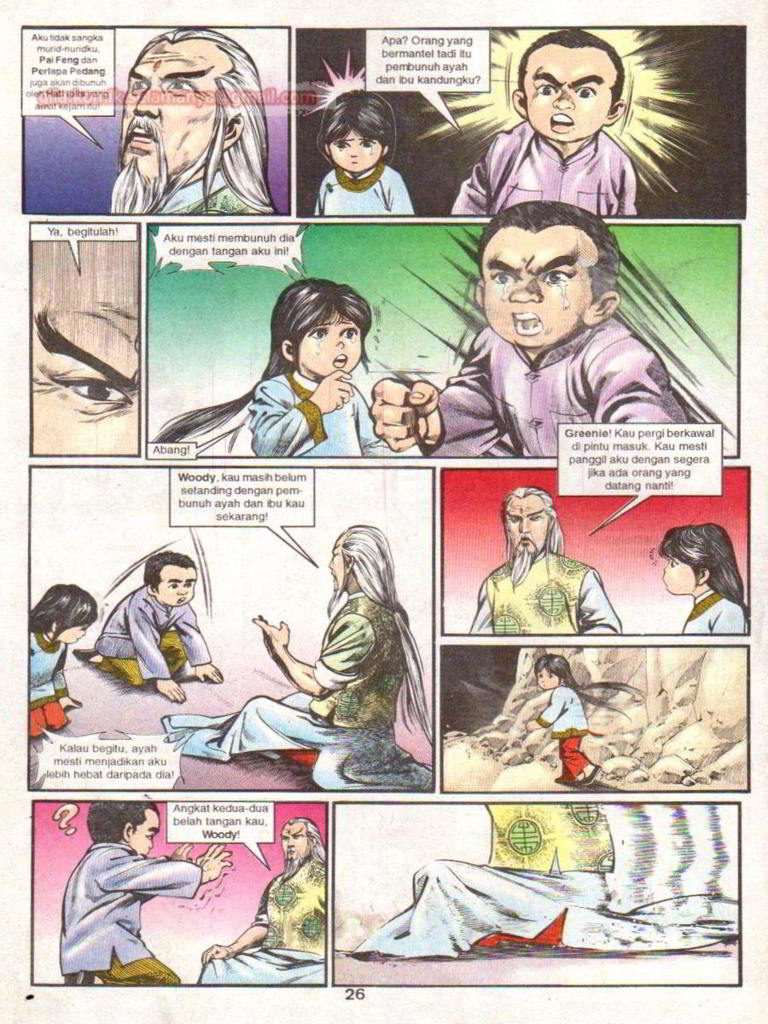 Aku tidak sangka
murid-muridku,
Pai Feng dan
Pertapa Pedang
juga akan dibunuh
oleh Hati Iblis yang
amat kejam itu!
Apa? Orang yang
bermantel tadi itu
pembunuh ayah
dan ibu kandungku?
Ya, begitulah!
Aku mesti membunuh dia
dengan tangan aku ini!
Abang!
Woody, kau masih belum
setanding dengan pem-
bunuh ayah dan ibu kau
sekarang!
Kalau begitu, ayah
mesti menjadikan aku
lebih hebat daripada dia!
Greenie! Kau pergi berkawal
di pintu masuk. Kau mesti
panggil aku dengan segera
jika ada orang yang
datang nanti!
Angkat kedua-dua
belah tangan kau,
Woody!
26